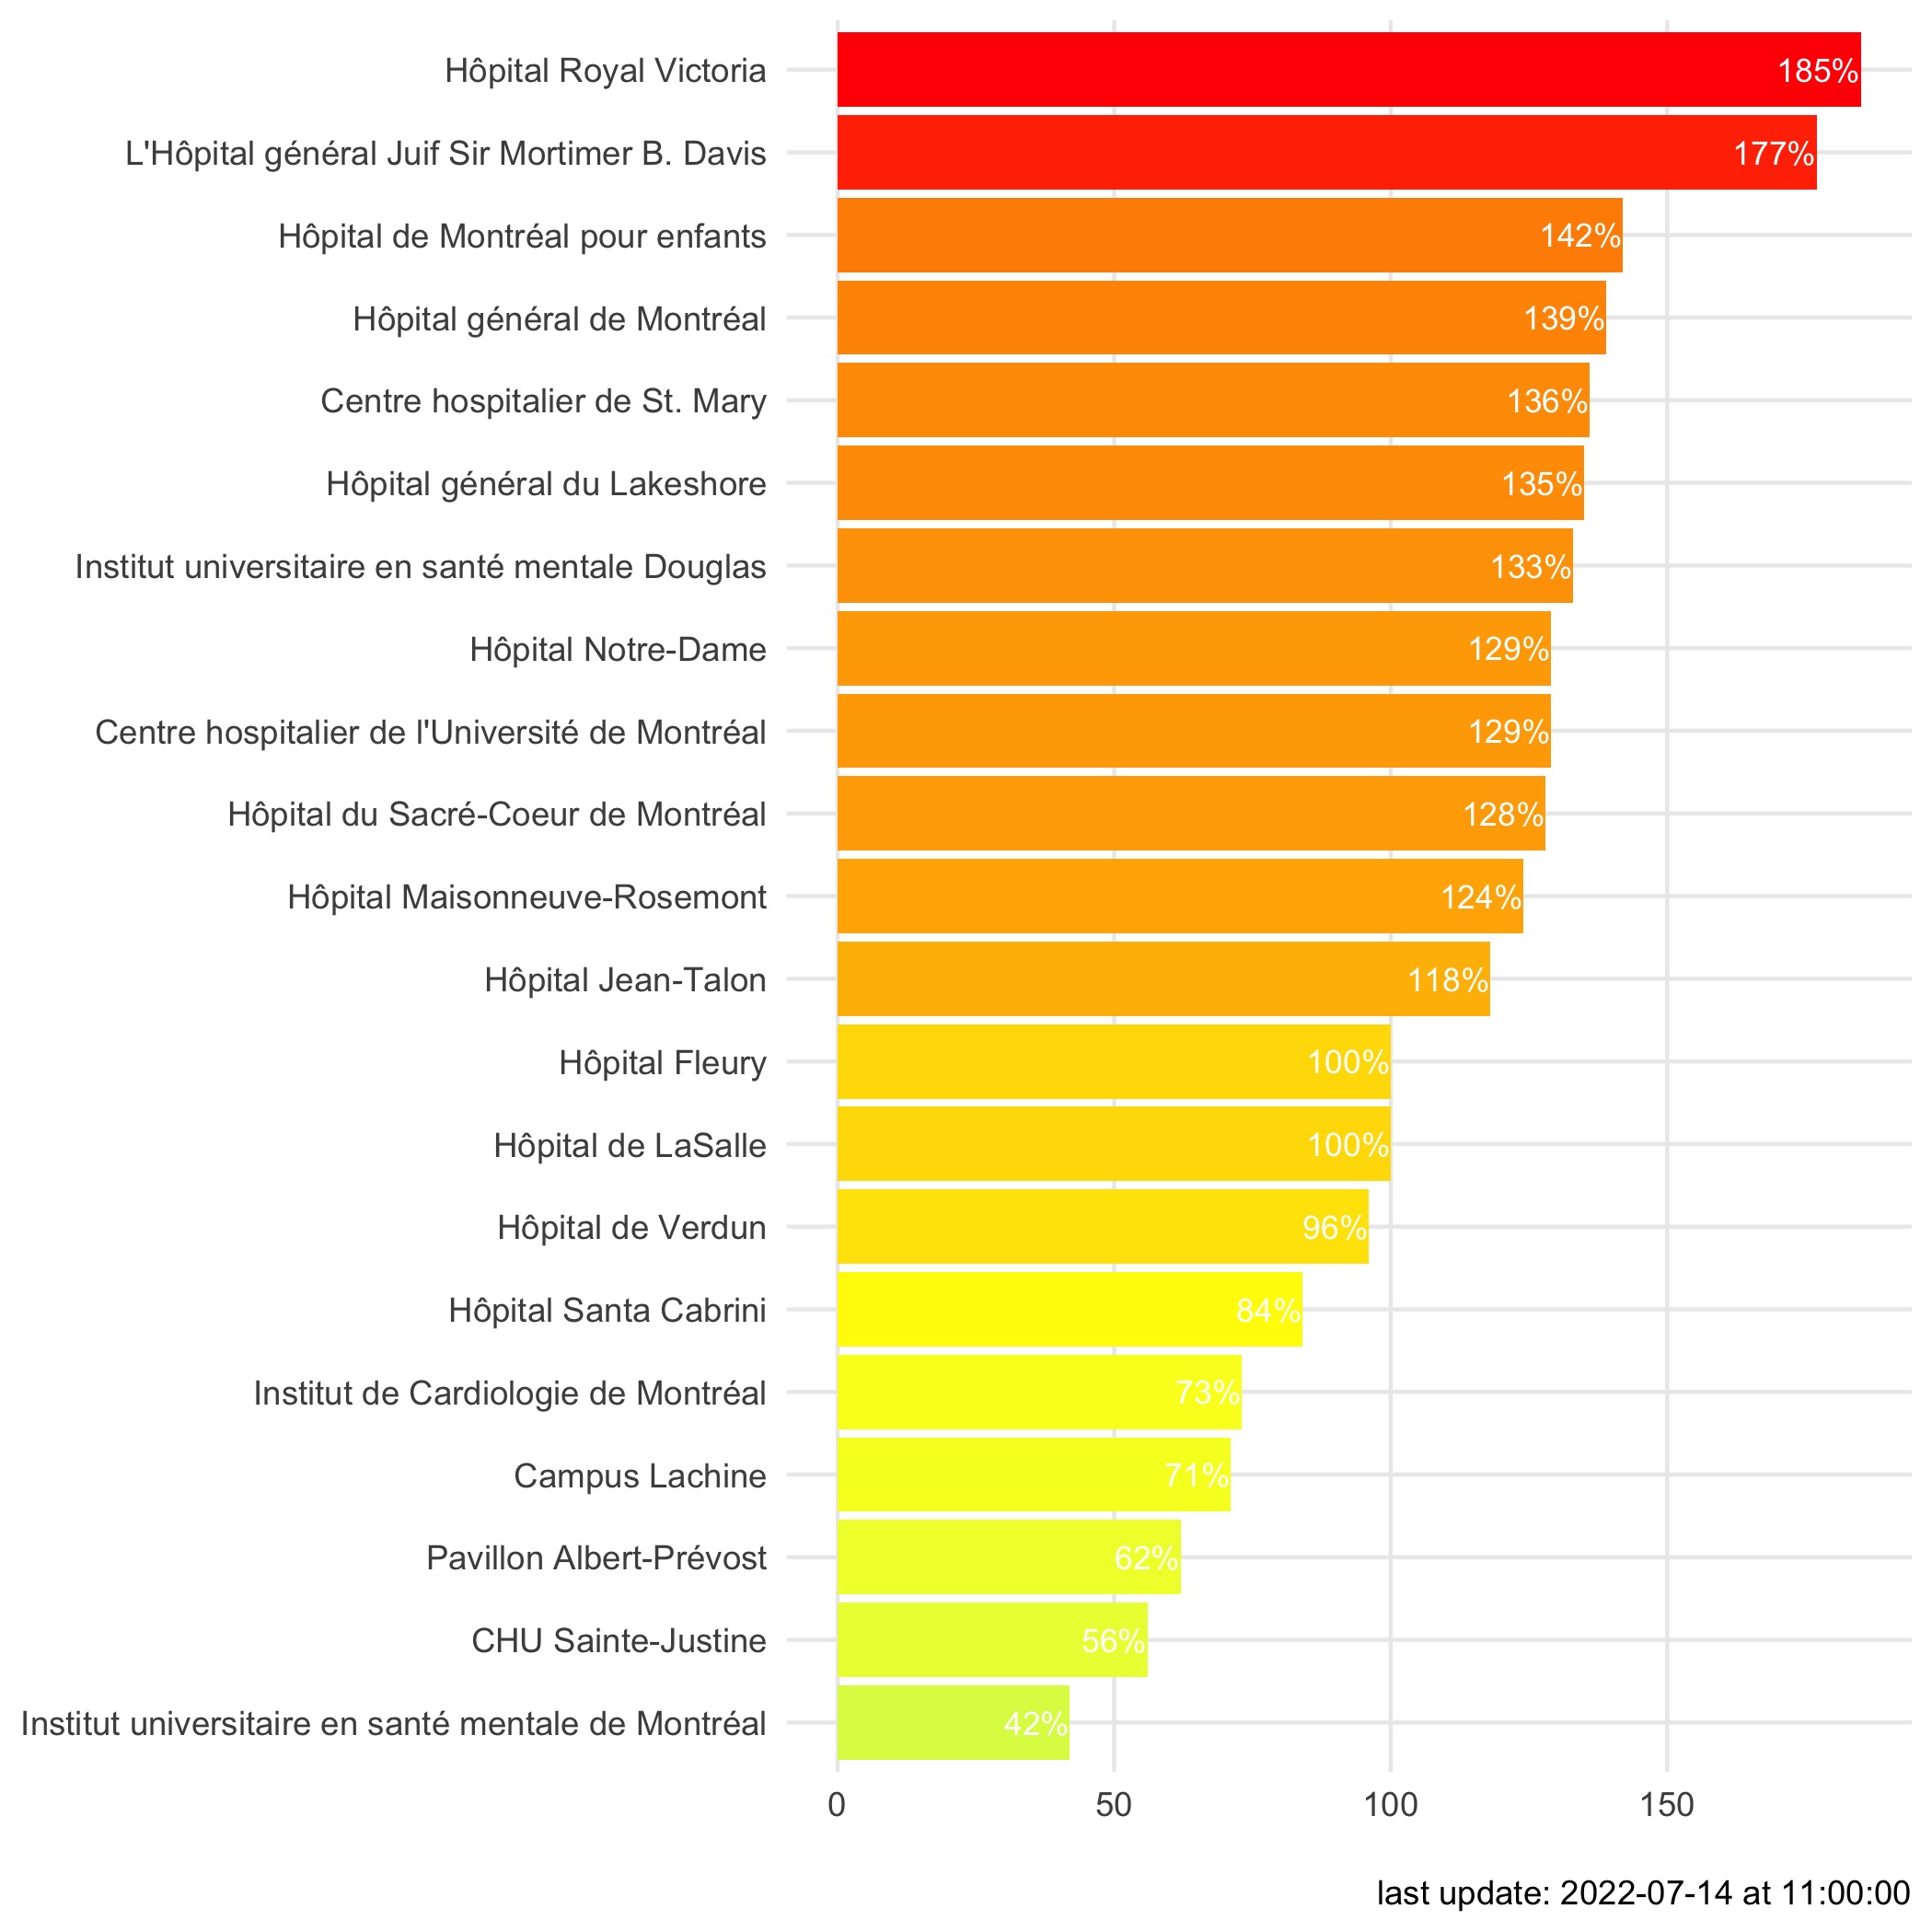 Hôpital Royal Victoria 185%
L'Hôpital général Juif Sir Mortimer B. Davis 177%
Hôpital de Montréal pour enfants 142%
Hôpital général de Montréal 139%
Centre hospitalier de St. Mary 136%
Hôpital général du Lakeshore 135%
Institut universitaire en santé mentale Douglas 133%
Hôpital Notre-Dame 129%
Centre hospitalier de l'Université de Montréal 129%
Hôpital du Sacré-Coeur de Montréal 128%
Hôpital Maisonneuve-Rosemont 124%
Hôpital Jean-Talon 118%
Hôpital Fleury 100%
Hôpital de LaSalle 100%
Hôpital de Verdun 96%
Hôpital Santa Cabrini 84%
Institut de Cardiologie de Montréal 73%
Campus Lachine 71%
Pavillon Albert-Prévost 62%
CHU Sainte-Justine 56%
Institut universitaire en santé mentale de Montréal 42%
0 50 100 150
last update: 2022-07-14 at 11:00:00